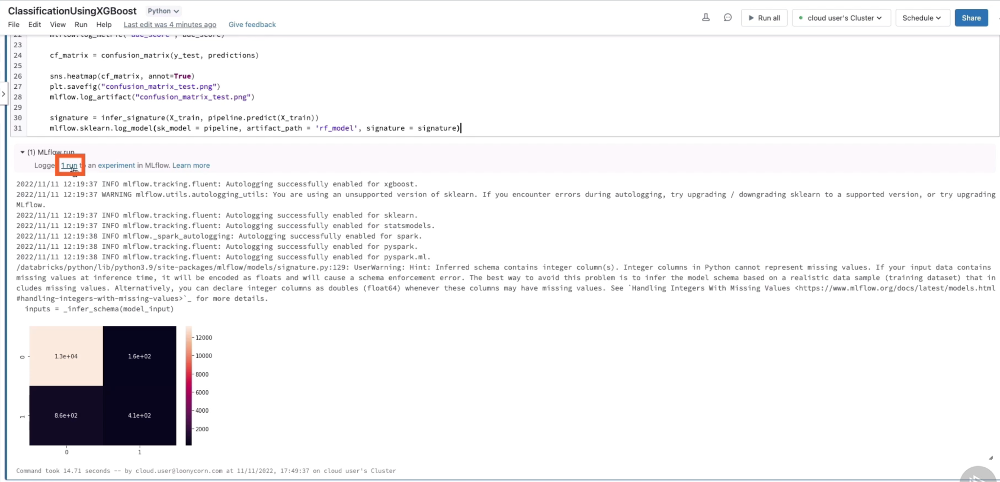 ClassificationUsingXGBoost Python
File Edit View Run Help Last edit was 4 minutes ago Give feedback
Run all cloud user's Cluster Schedule Share
22 mlflow.log_metric("auc_score", auc_score)
23
24 cf_matrix = confusion_matrix(y_test, predictions)
25
26 sns.heatmap(cf_matrix, annot=True)
27 plt.savefig("confusion_matrix_test.png")
28 mlflow.log_artifact("confusion_matrix_test.png")
29
30 signature = infer_signature(X_train, pipeline.predict(X_train))
31 mlflow.sklearn.log_model(sk_model = pipeline, artifact_path = 'rf_model', signature = signature)
(1) MLflow run
Logge 1 run t an experiment in MLflow. Learn more
2022/11/11 12:19:37 INFO mlflow.tracking.fluent: Autologging successfully enabled for xgboost.
2022/11/11 12:19:37 WARNING mlflow.utils.autologging_utils: You are using an unsupported version of sklearn. If you encounter errors during autologging, try upgrading / downgrading sklearn to a supported version, or try upgrading
MLflow.
2022/11/11 12:19:37 INFO mlflow.tracking.fluent: Autologging successfully enabled for sklearn.
2022/11/11 12:19:37 INFO mlflow.tracking.fluent: Autologging successfully enabled for statsmodels.
2022/11/11 12:19:38 INFO mlflow._spark_autologging: Autologging successfully enabled for spark.
2022/11/11 12:19:38 INFO mlflow.tracking.fluent: Autologging successfully enabled for pyspark.
2022/11/11 12:19:38 INFO mlflow.tracking.fluent: Autologging successfully enabled for pyspark.ml.
/databricks/python/lib/python3.9/site-packages/mlflow/models/signature.py:129: UserWarning: Hint: Inferred schema contains integer column(s). Integer columns in Python cannot represent missing values. If your input data contains
missing values at inference time, it will be encoded as floats and will cause a schema enforcement error. The best way to avoid this problem is to infer the model schema based on a realistic data sample (training dataset) that in
cludes missing values. Alternatively, you can declare integer columns as doubles (float64) whenever these columns may have missing values. See `Handling Integers With Missing Values <https://www.mlflow.org/docs/latest/models.html
#handling-integers-with-missing-values>`_ for more details.
inputs = _infer_schema(model_input)
12000
0 1.3e+04 1.6e+02
10000
8000
6000
4000
1 8.6e+02 4.1e+02
2000
0 1
Command took 14.71 seconds -- by cloud.user@loonycorn.com at 11/11/2022, 17:49:37 on cloud user's Cluster